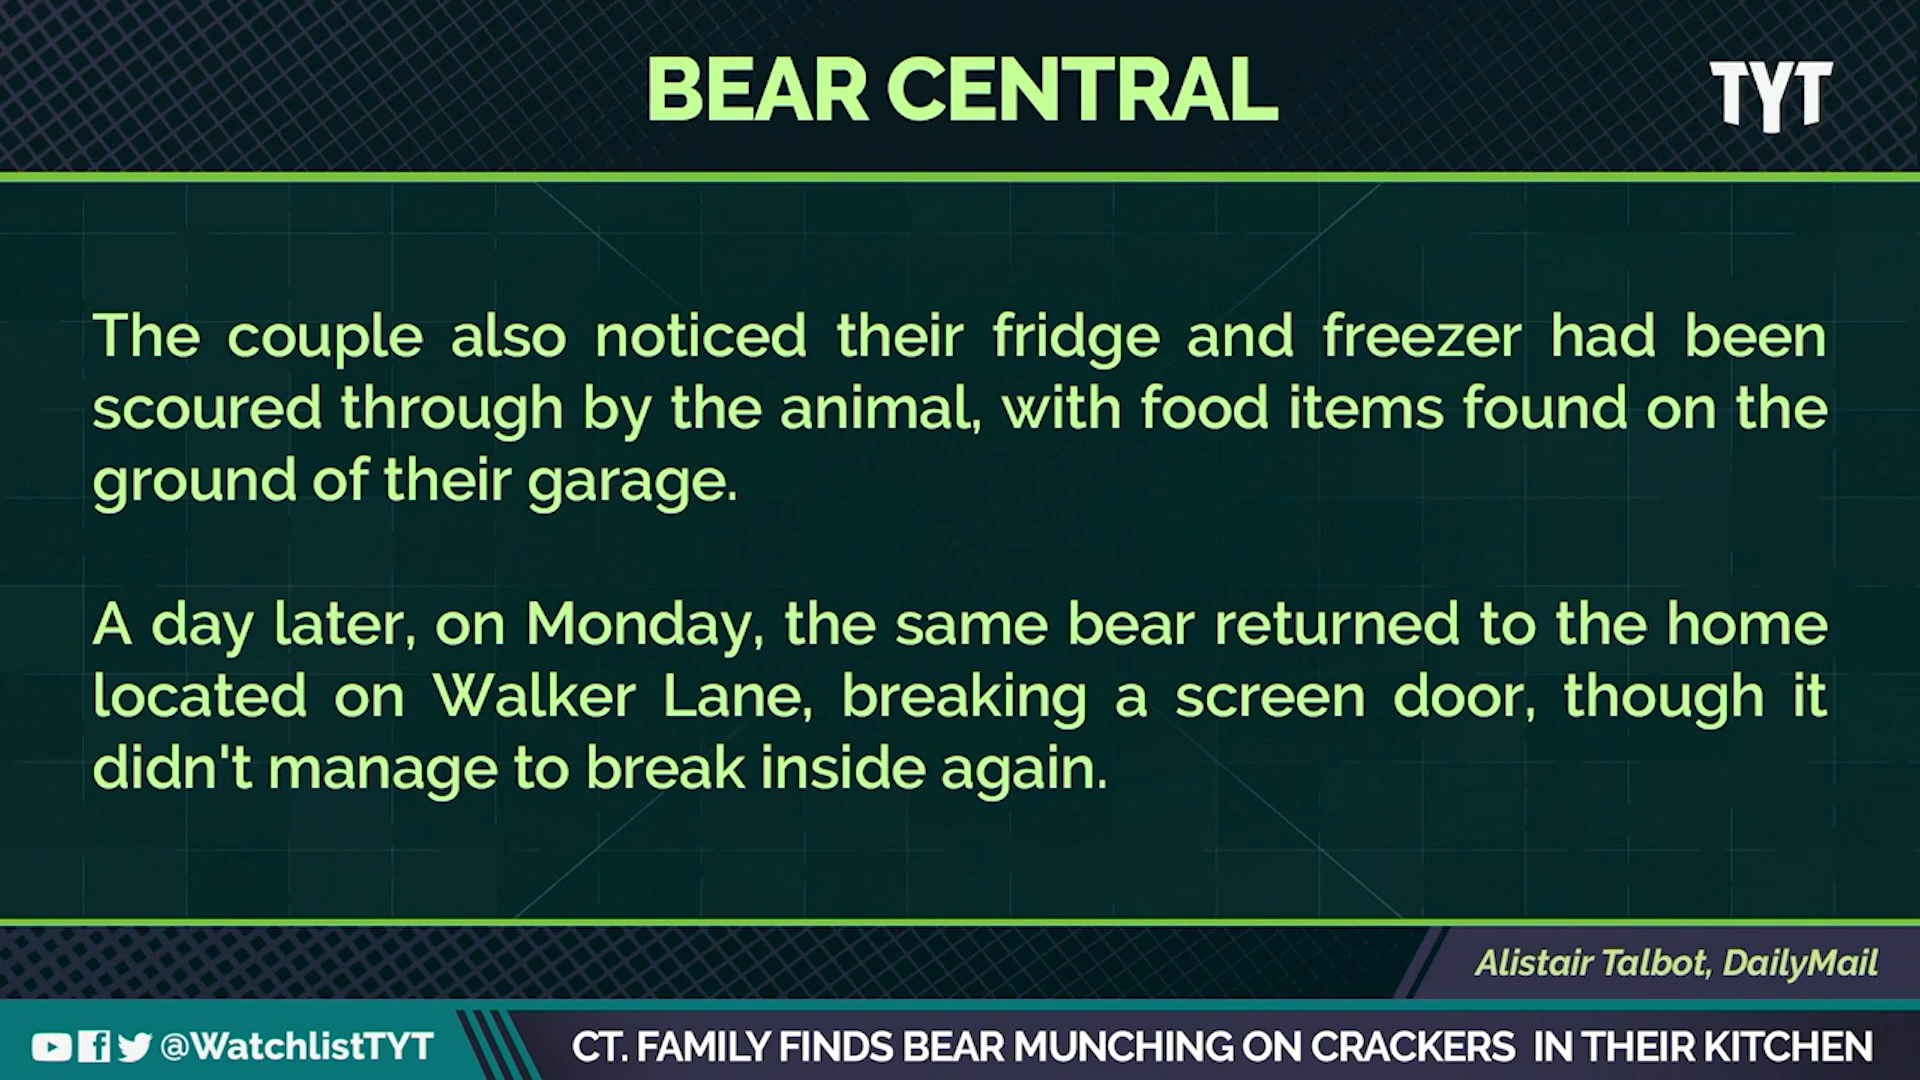 BEAR CENTRAL
TYT
The couple also noticed their fridge and freezer had been
scoured through by the animal, with food items found on the
ground of their garage.
A day later, on Monday, the same bear returned to the home
located on Walker Lane, breaking a screen door, though it
didn't manage to break inside again.
Alistair Talbot, DailyMail
@WatchlistTYT
CT. FAMILY FINDS BEAR MUNCHING ON CRACKERS IN THEIR KITCHEN